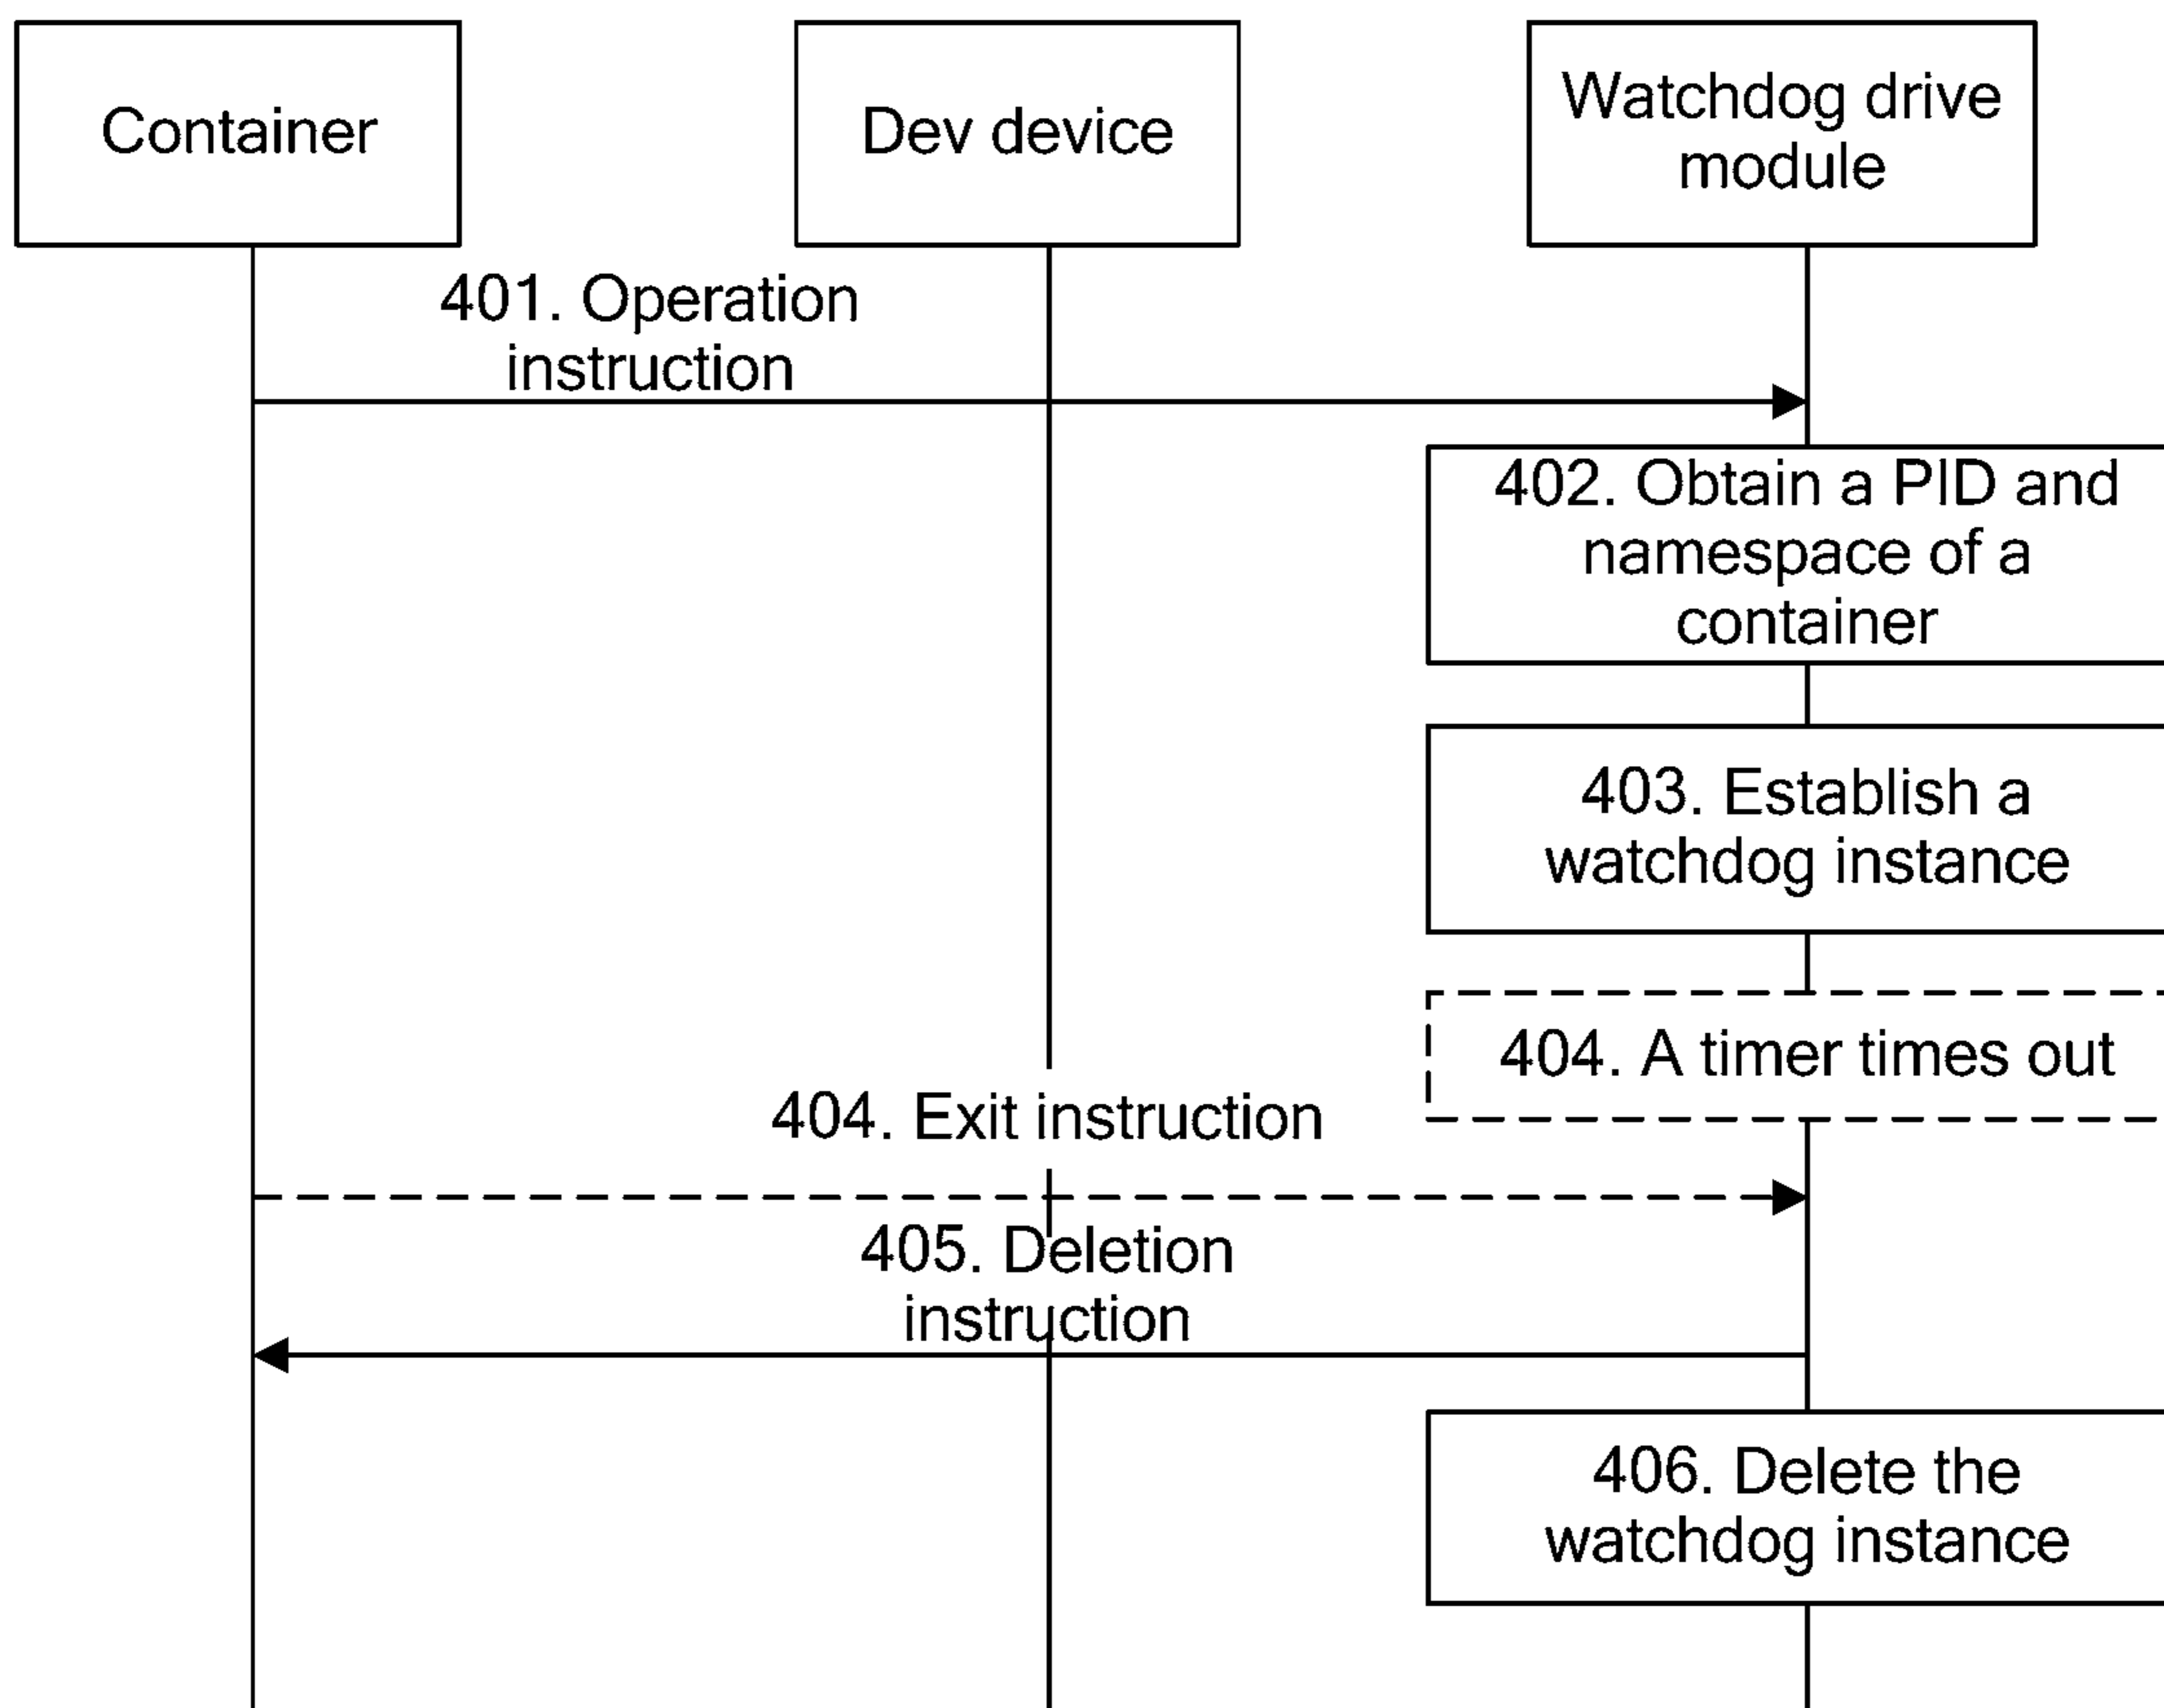 Container
Dev device
Watchdog drive
module
401. Operation
instruction
402. Obtain a PID and
namespace of a
container
403. Establish a
watchdog instance
404. A timer times out
404. Exit instruction
405. Deletion
instruction
406. Delete the
watchdog instance